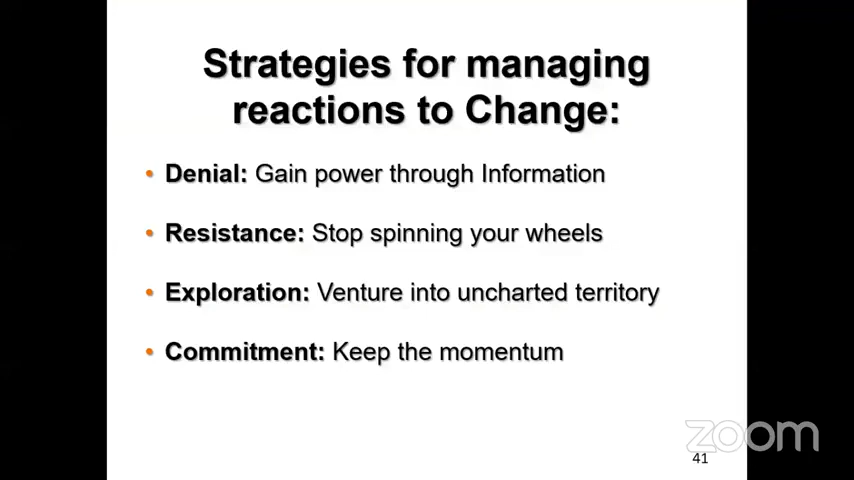 Strategies for managing
reactions to Change:
• Denial: Gain power through Information
• Resistance: Stop spinning your wheels
• Exploration: Venture into uncharted territory
• Commitment: Keep the momentum
zoom
41